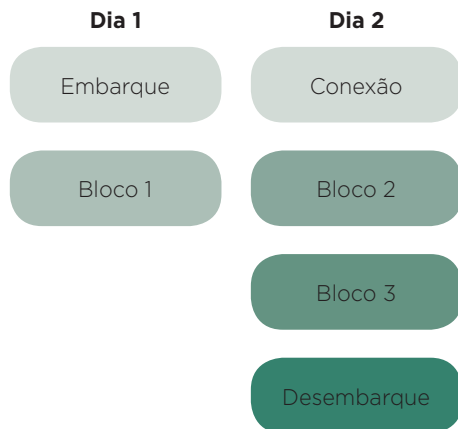 Dia 1
Embarque
Bloco 1
Dia 2
Conexão
Bloco 2
Bloco 3
Desembarque